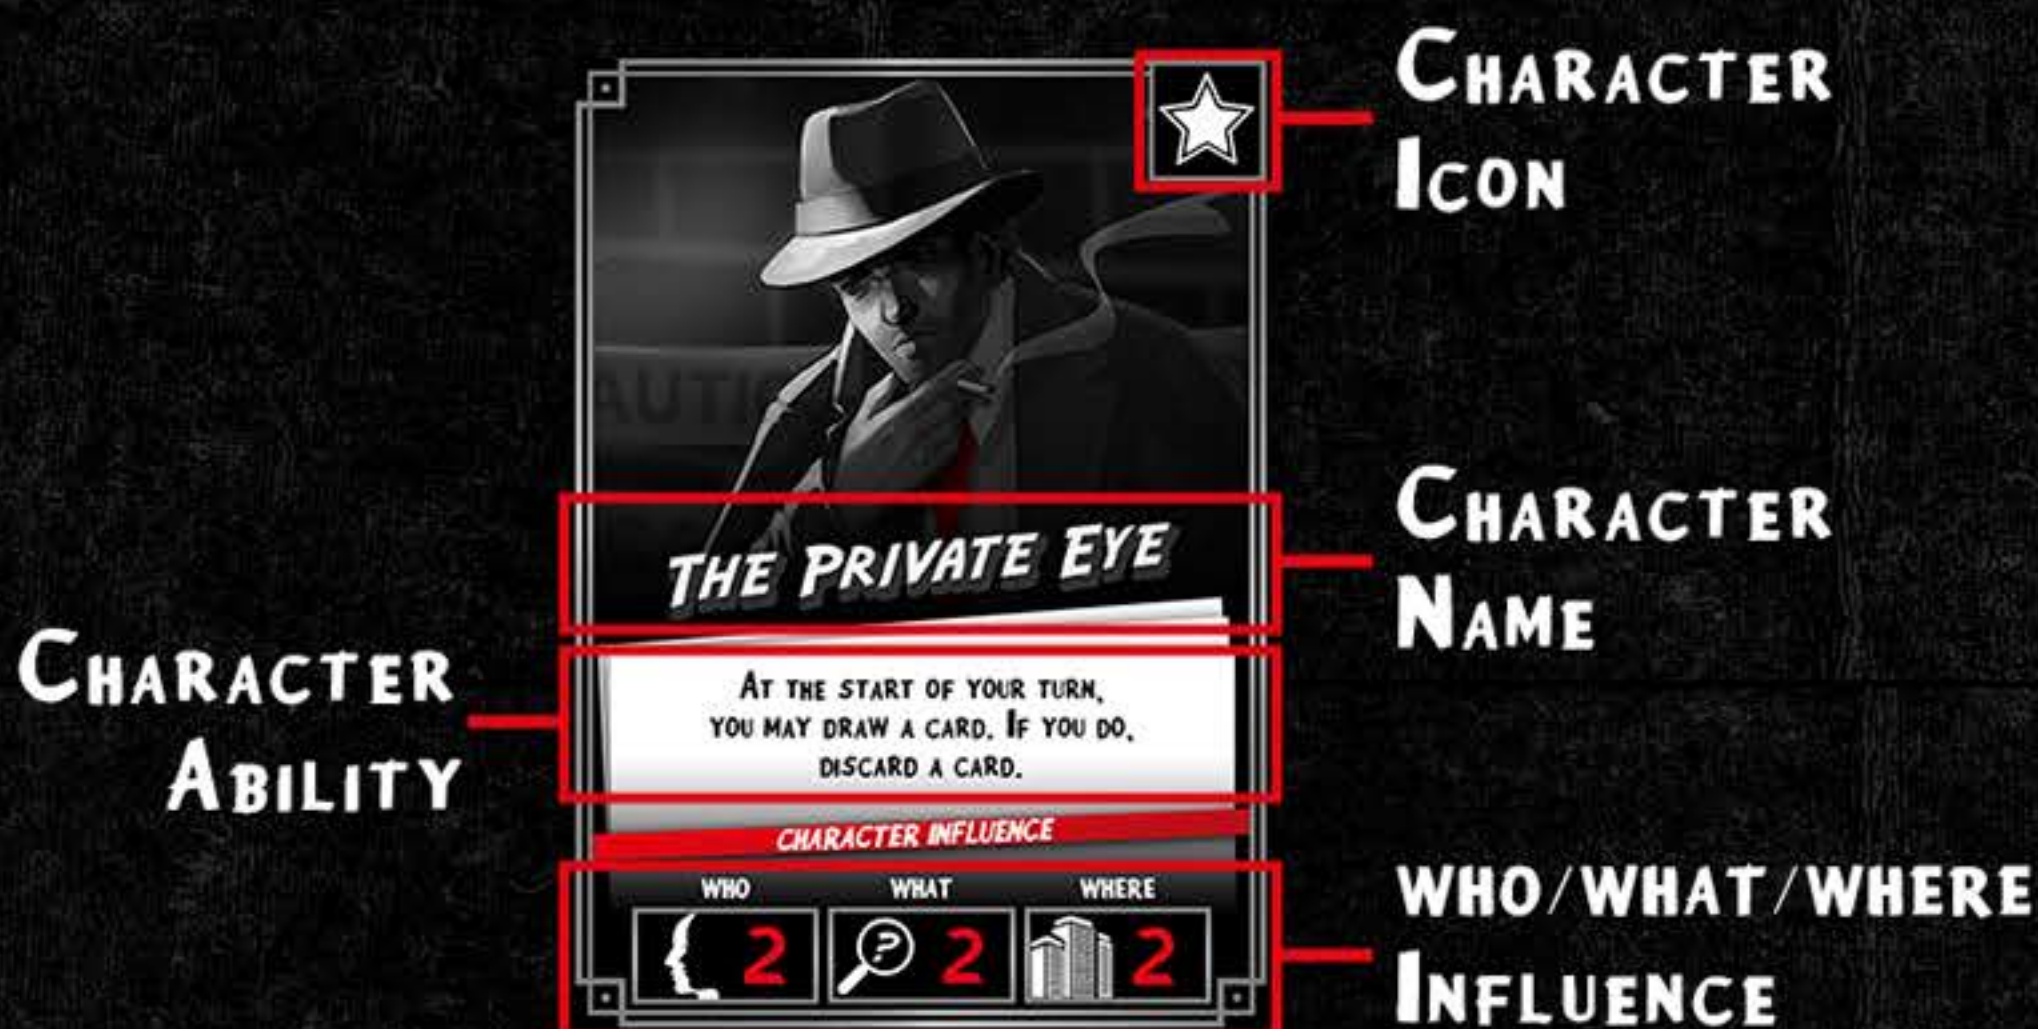 Character
Icon
AUTI
The Private Eye
Character
Name
Character
Ability
At the start of your turn,
you may draw a card. If you do,
discard a card.
CHARACTER INFLUENCE
WHO WHAT WHERE
2 ? 2 2
WHO/WHAT/WHERE
Influence